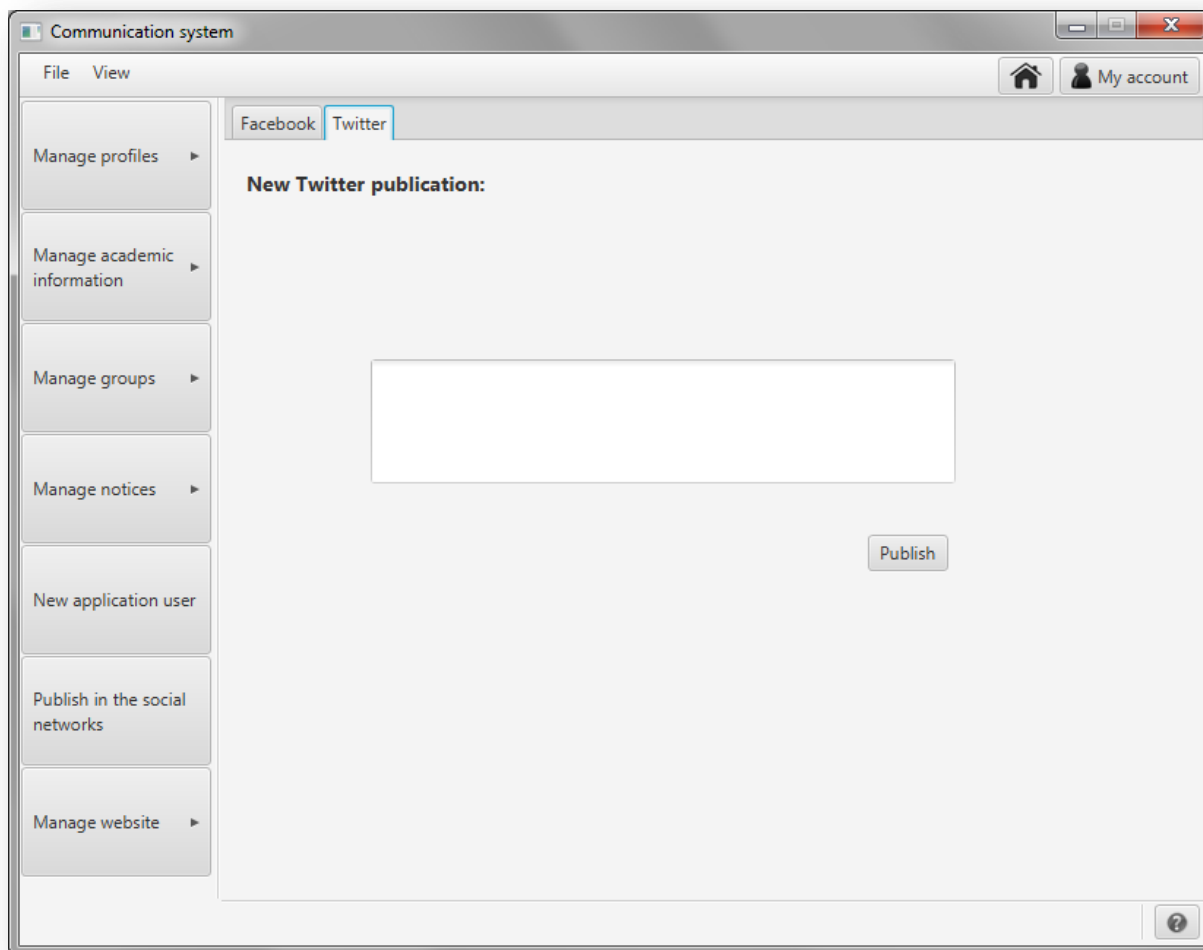 Communication system
File View
My account
Facebook Twitter
Manage profiles
New Twitter publication:
Manage academic
information
Manage groups
Manage notices
Publish
New application user
Publish in the social
networks
Manage website
?